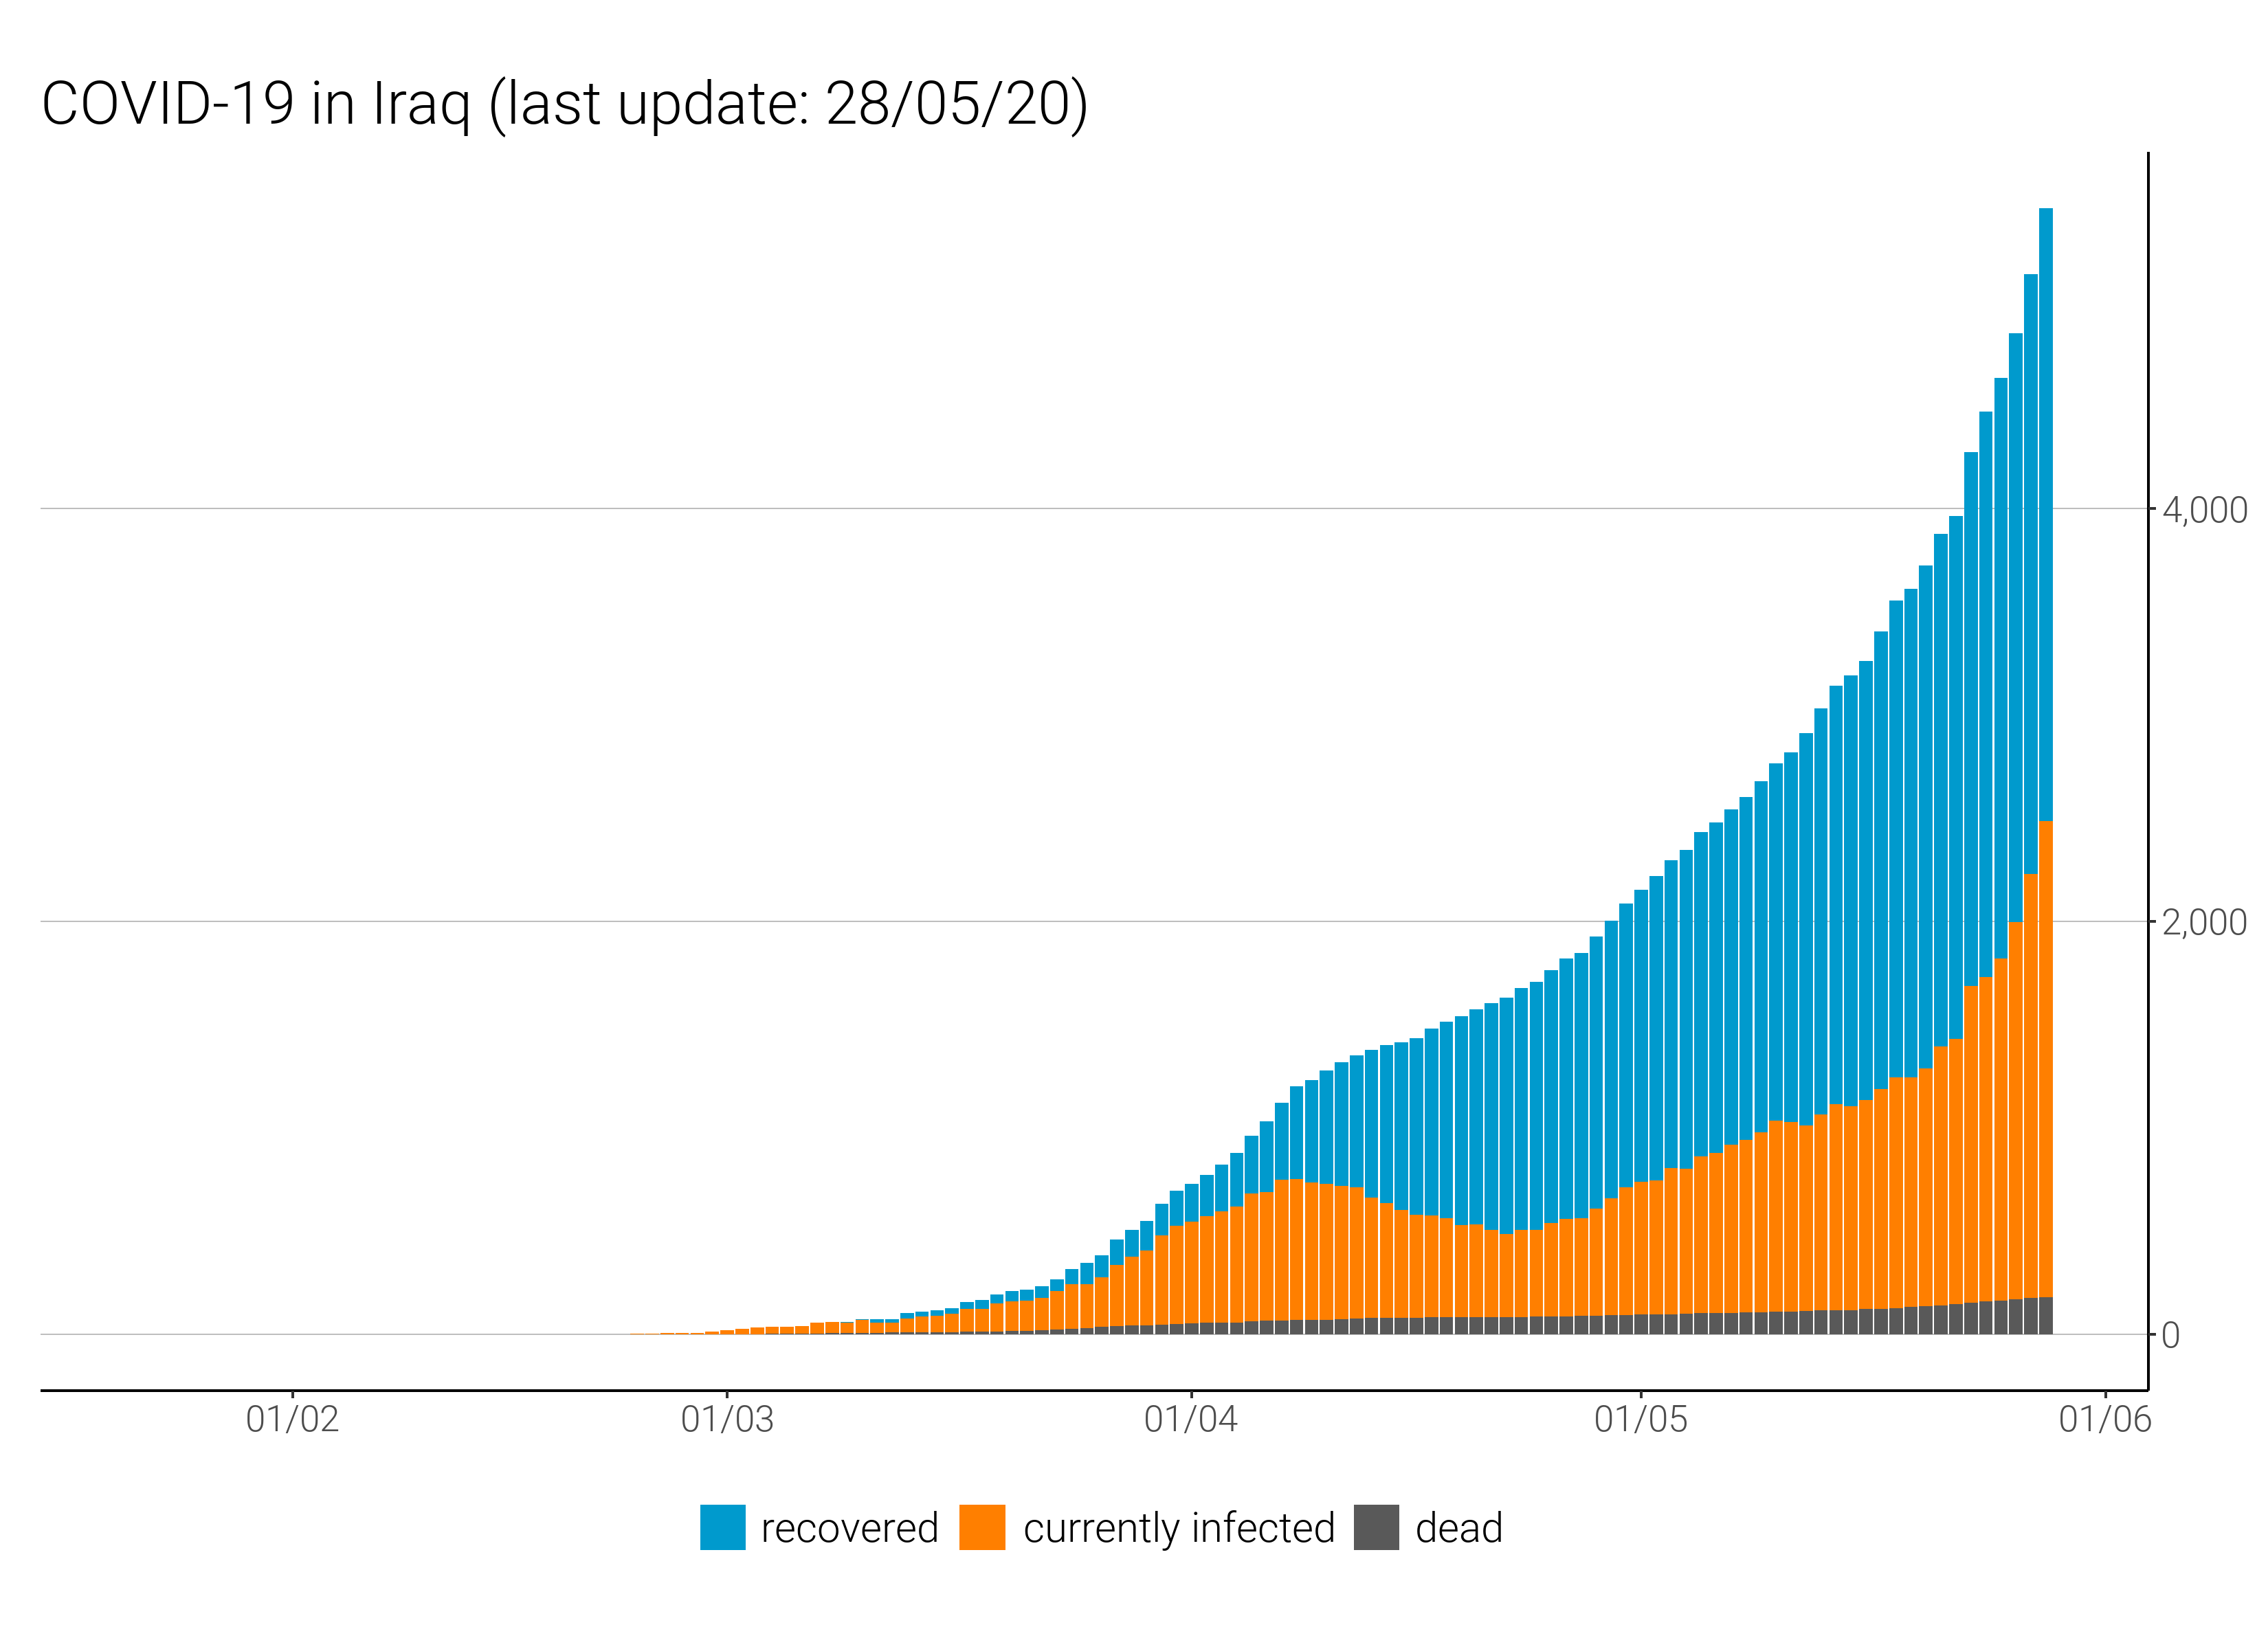 COVID-19 in Iraq (last update: 28/05/20)
4,000
2,000
0
01/02 01/03 01/04 01/05 01/06
recovered currently infected dead